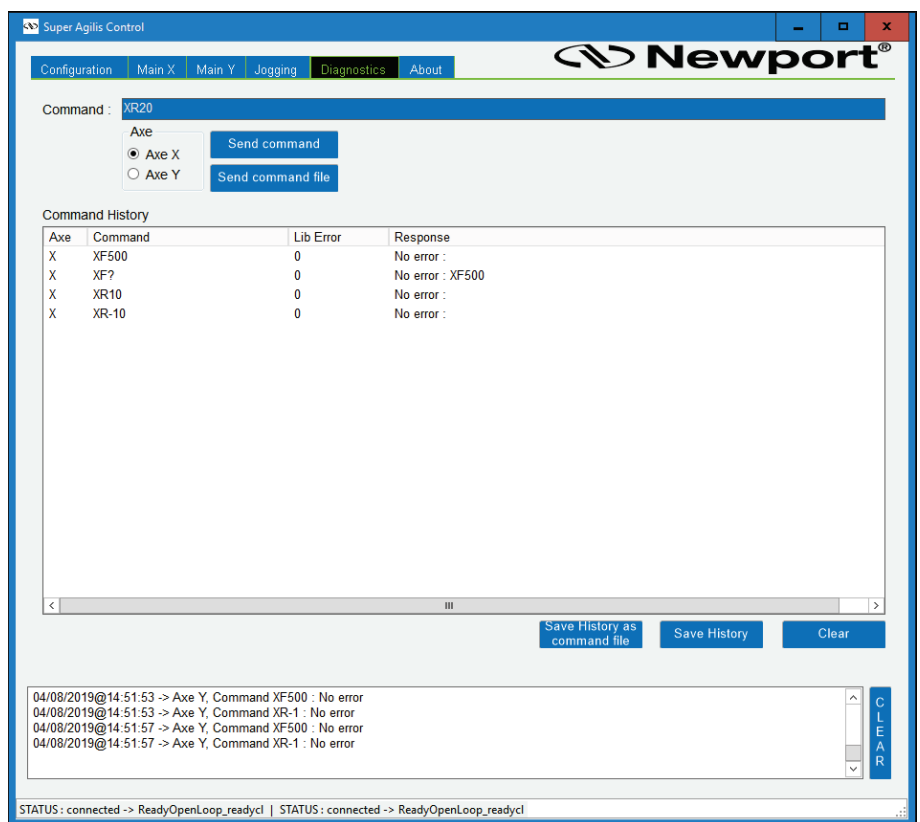 Super Agilis Control
Newport®
Configuration Main X Main Y Jogging Diagnostics About
Command : XR20
Axe
Axe X
Axe Y
Send command
Send command file
Command History
Axe Command Lib Error Response
X XF500 0 No error :
X XF? 0 No error : XF500
X XR10 0 No error :
X XR-10 0 No error :
Save History as
command file
Save History
Clear
04/08/2019@14:51:53 -> Axe Y, Command XF500 : No error
04/08/2019@14:51:53 -> Axe Y, Command XR-1 : No error
04/08/2019@14:51:57 -> Axe Y, Command XF500 : No error
04/08/2019@14:51:57 -> Axe Y, Command XR-1 : No error
CLEAR
STATUS : connected -> ReadyOpenLoop_readycl | STATUS : connected -> ReadyOpenLoop_readycl